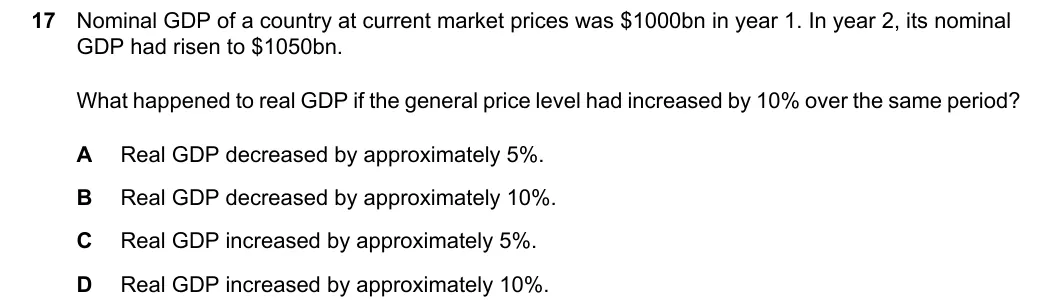 17 Nominal GDP of a country at current market prices was $1000bn in year 1. In year 2, its nominal
GDP had risen to $1050bn.
What happened to real GDP if the general price level had increased by 10% over the same period?
A Real GDP decreased by approximately 5%.
B Real GDP decreased by approximately 10%.
C Real GDP increased by approximately 5%.
D Real GDP increased by approximately 10%.